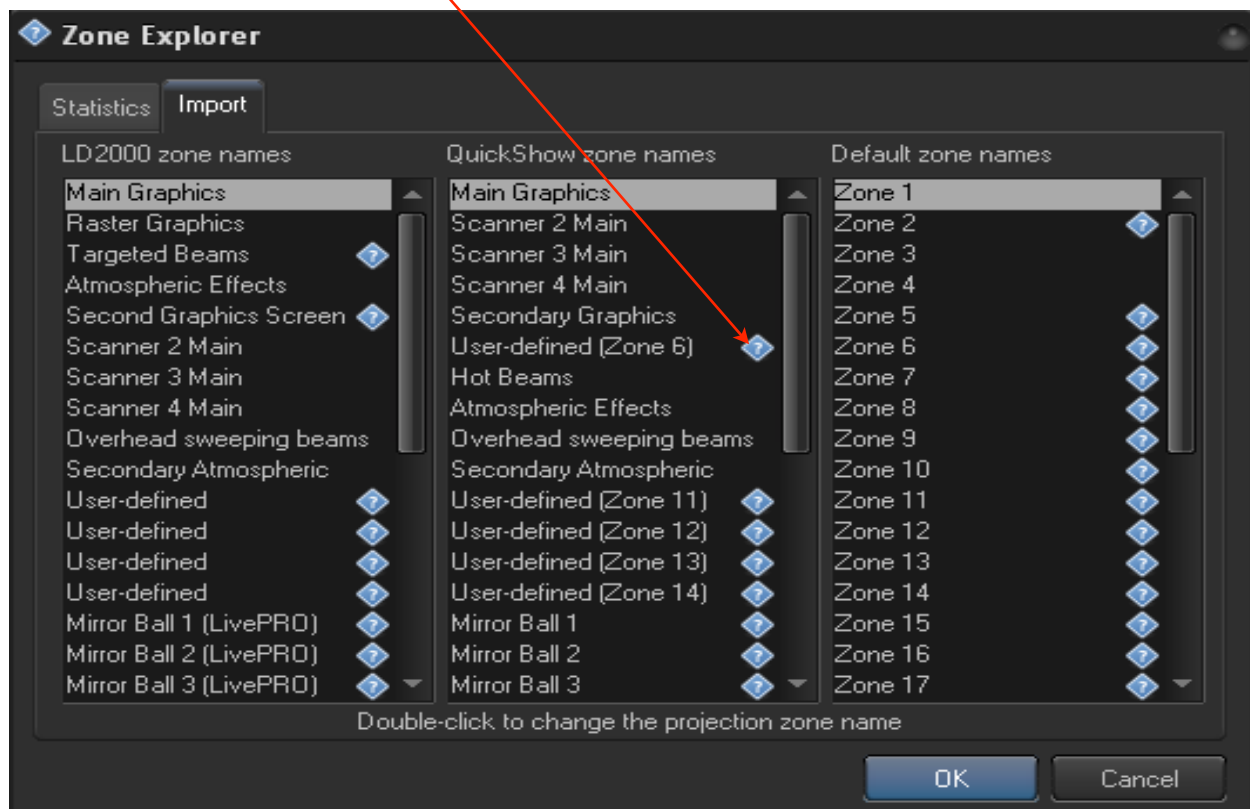 Zone Explorer
Statistics Import
LD2000 zone names QuickShow zone names Default zone names
Main Graphics Main Graphics Zone 1
Raster Graphics Scanner 2 Main Zone 2
Targeted Beams Scanner 3 Main Zone 3
Atmospheric Effects Scanner 4 Main Zone 4
Second Graphics Screen Secondary Graphics Zone 5
Scanner 2 Main User-defined (Zone 6) Zone 6
Scanner 3 Main Hot Beams Zone 7
Scanner 4 Main Atmospheric Effects Zone 8
Overhead sweeping beams Overhead sweeping beams Zone 9
Secondary Atmospheric Secondary Atmospheric Zone 10
User-defined User-defined (Zone 11) Zone 11
User-defined User-defined (Zone 12) Zone 12
User-defined User-defined (Zone 13) Zone 13
User-defined User-defined (Zone 14) Zone 14
Mirror Ball 1 (LivePRO) Mirror Ball 1 Zone 15
Mirror Ball 2 (LivePRO) Mirror Ball 2 Zone 16
Mirror Ball 3 (LivePRO) Mirror Ball 3 Zone 17
Double-click to change the projection zone name
OK Cancel